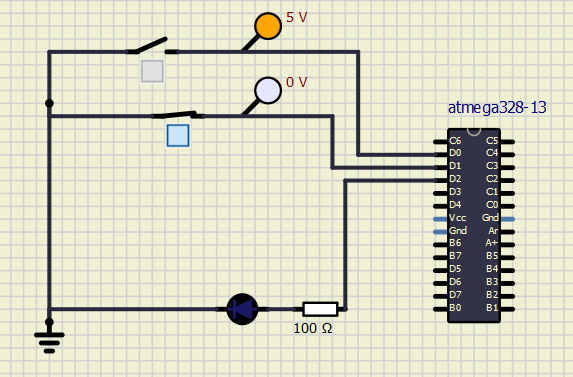 5 V
0 V
atmega328-13
C6 C5
D0 C4
D1 C3
D2 C2
D3 C1
D4 C0
Vcc Gnd
Gnd Ar
B6 A+
B7 B5
D5 B4
D6 B3
D7 B2
B0 B1
100 Ω